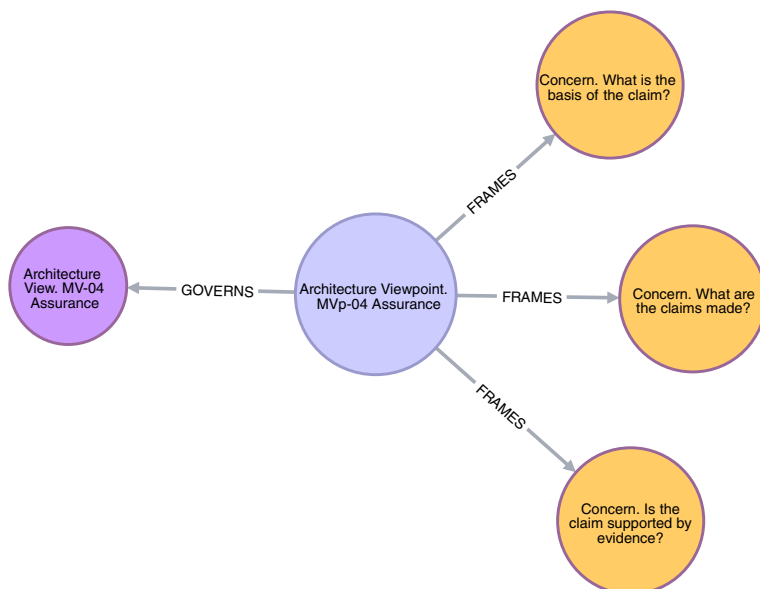 Concern. What is the
basis of the claim?
FRAMES
Architecture
View. MV-04
Assurance
GOVERNS
Architecture Viewpoint.
MVp-04 Assurance
FRAMES
Concern. What are
the claims made?
FRAMES
Concern. Is the
claim supported by
evidence?